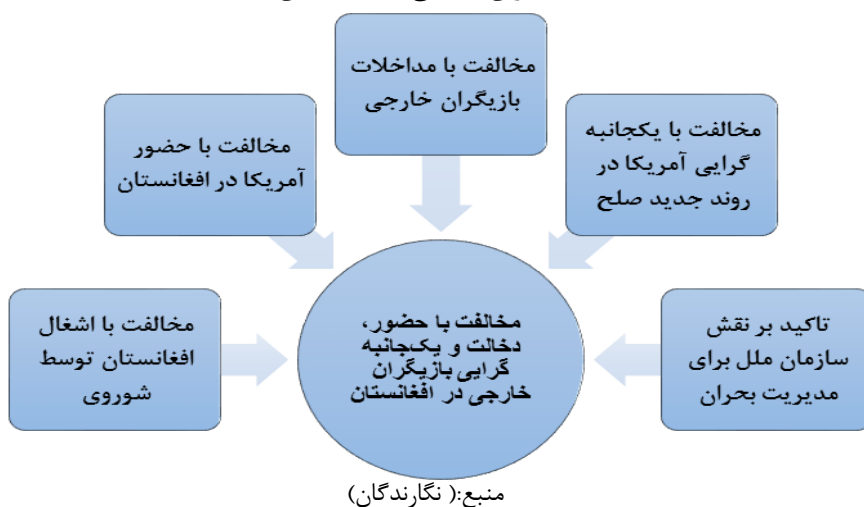 مخالفت با مداخلات
بازیگران خارجی
مخالفت با یکجانبه
گرایی آمریکا در
روند جدید صلح
مخالفت با حضور
آمریکا در افغانستان
تاکید بر نقش
سازمان ملل برای
مدیریت بحران
مخالفت با اشغال
افغانستان توسط
شوروی
مخالفت با حضور،
دخالت و یک‌جانبه
گرایی بازیگران
خارجی در افغانستان
منبع:( نگارندگان)